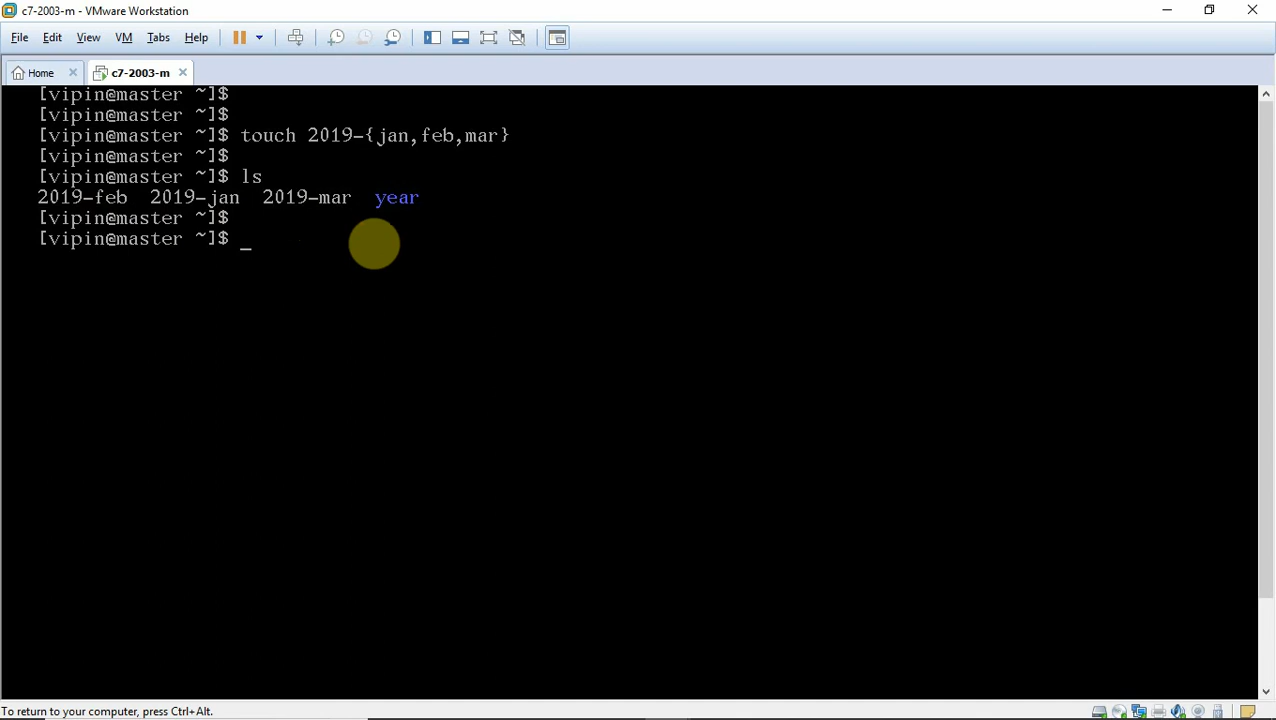 c7-2003-m - VMware Workstation
File Edit View VM Tabs Help
Home c7-2003-m
[vipin@master ~]$
[vipin@master ~]$
[vipin@master ~]$ touch 2019-{jan,feb,mar}
[vipin@master ~]$
[vipin@master ~]$ ls
2019-feb 2019-jan 2019-mar year
[vipin@master ~]$
[vipin@master ~]$ _
To return to your computer, press Ctrl+Alt.